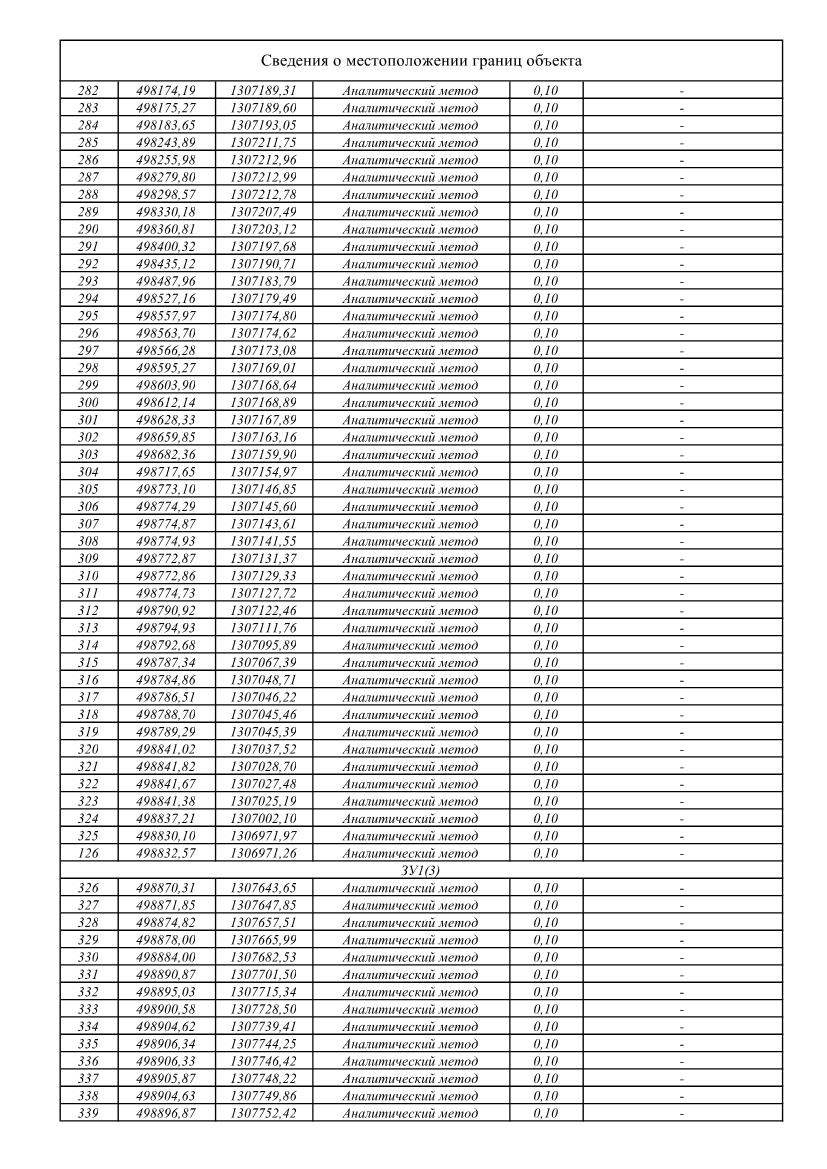 Сведения о местоположении границ объекта
282 498174,19 1307189,31 Аналитический метод 0,10 -
283 498175,27 1307189,60 Аналитический метод 0,10 -
284 498183,65 1307193,05 Аналитический метод 0,10 -
285 498243,89 1307211,75 Аналитический метод 0,10 -
286 498255,98 1307212,96 Аналитический метод 0,10 -
287 498279,80 1307212,99 Аналитический метод 0,10 -
288 498298,57 1307212,78 Аналитический метод 0,10 -
289 498330,18 1307207,49 Аналитический метод 0,10 -
290 498360,81 1307203,12 Аналитический метод 0,10 -
291 498400,32 1307197,68 Аналитический метод 0,10 -
292 498435,12 1307190,71 Аналитический метод 0,10 -
293 498487,96 1307183,79 Аналитический метод 0,10 -
294 498527,16 1307179,49 Аналитический метод 0,10 -
295 498557,97 1307174,80 Аналитический метод 0,10 -
296 498563,70 1307174,62 Аналитический метод 0,10 -
297 498566,28 1307173,08 Аналитический метод 0,10 -
298 498595,27 1307169,01 Аналитический метод 0,10 -
299 498603,90 1307168,64 Аналитический метод 0,10 -
300 498612,14 1307168,89 Аналитический метод 0,10 -
301 498628,33 1307167,89 Аналитический метод 0,10 -
302 498659,85 1307163,16 Аналитический метод 0,10 -
303 498682,36 1307159,90 Аналитический метод 0,10 -
304 498717,65 1307154,97 Аналитический метод 0,10 -
305 498773,10 1307146,85 Аналитический метод 0,10 -
306 498774,29 1307145,60 Аналитический метод 0,10 -
307 498774,87 1307143,61 Аналитический метод 0,10 -
308 498774,93 1307141,55 Аналитический метод 0,10 -
309 498772,87 1307131,37 Аналитический метод 0,10 -
310 498772,86 1307129,33 Аналитический метод 0,10 -
311 498774,73 1307127,72 Аналитический метод 0,10 -
312 498790,92 1307122,46 Аналитический метод 0,10 -
313 498794,93 1307111,76 Аналитический метод 0,10 -
314 498792,68 1307095,89 Аналитический метод 0,10 -
315 498787,34 1307067,39 Аналитический метод 0,10 -
316 498784,86 1307048,71 Аналитический метод 0,10 -
317 498786,51 1307046,22 Аналитический метод 0,10 -
318 498788,70 1307045,46 Аналитический метод 0,10 -
319 498789,29 1307045,39 Аналитический метод 0,10 -
320 498841,02 1307037,52 Аналитический метод 0,10 -
321 498841,82 1307028,70 Аналитический метод 0,10 -
322 498841,67 1307027,48 Аналитический метод 0,10 -
323 498841,38 1307025,19 Аналитический метод 0,10 -
324 498837,21 1307002,10 Аналитический метод 0,10 -
325 498830,10 1306971,97 Аналитический метод 0,10 -
126 498832,57 1306971,26 Аналитический метод 0,10 -
ЗУ1(3)
326 498870,31 1307643,65 Аналитический метод 0,10 -
327 498871,85 1307647,85 Аналитический метод 0,10 -
328 498874,82 1307657,51 Аналитический метод 0,10 -
329 498878,00 1307665,99 Аналитический метод 0,10 -
330 498884,00 1307682,53 Аналитический метод 0,10 -
331 498890,87 1307701,50 Аналитический метод 0,10 -
332 498895,03 1307715,34 Аналитический метод 0,10 -
333 498900,58 1307728,50 Аналитический метод 0,10 -
334 498904,62 1307739,41 Аналитический метод 0,10 -
335 498906,34 1307744,25 Аналитический метод 0,10 -
336 498906,33 1307746,42 Аналитический метод 0,10 -
337 498905,87 1307748,22 Аналитический метод 0,10 -
338 498904,63 1307749,86 Аналитический метод 0,10 -
339 498896,87 1307752,42 Аналитический метод 0,10 -